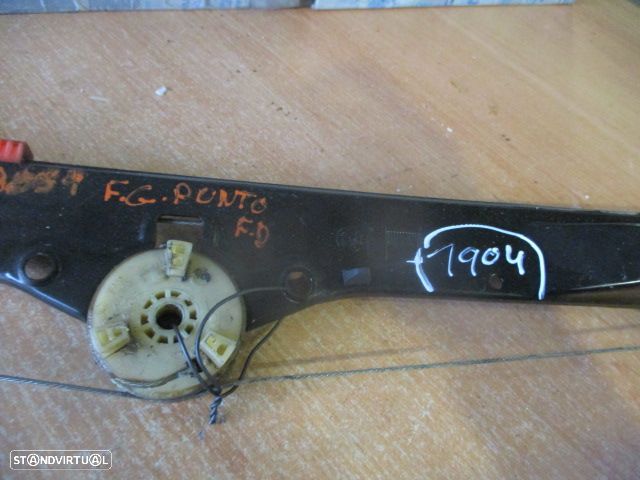 F.G. PUNTO
F.D
1904
STANDVIRTUAL